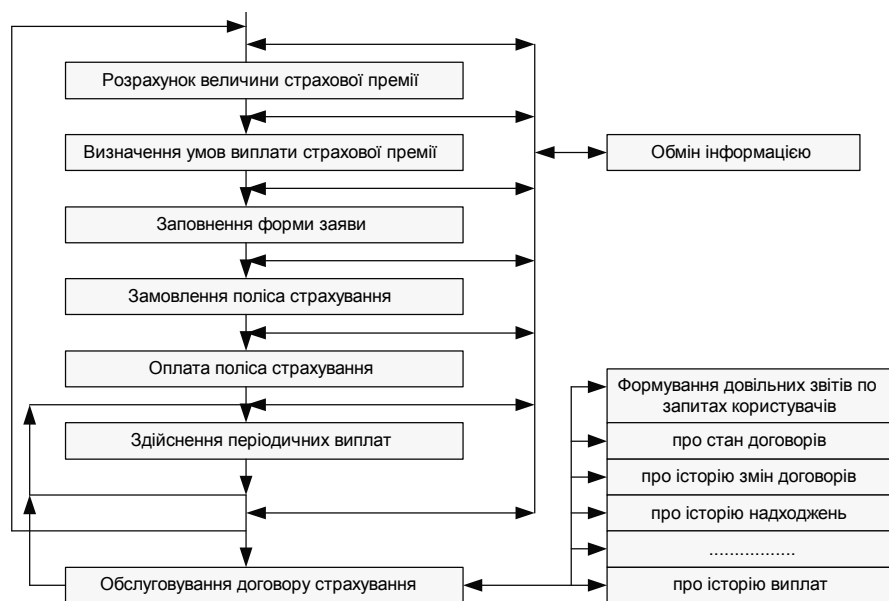 Розрахунок величини страхової премії
Визначення умов виплати страхової премії
Обмін інформацією
Заповнення форми заяви
Замовлення поліса страхування
Оплата поліса страхування
Формування довільних звітів по
запитах користувачів
Здійснення періодичних виплат
про стан договорів
про історію змін договорів
про історію надходжень
.................
Обслуговування договору страхування
про історію виплат